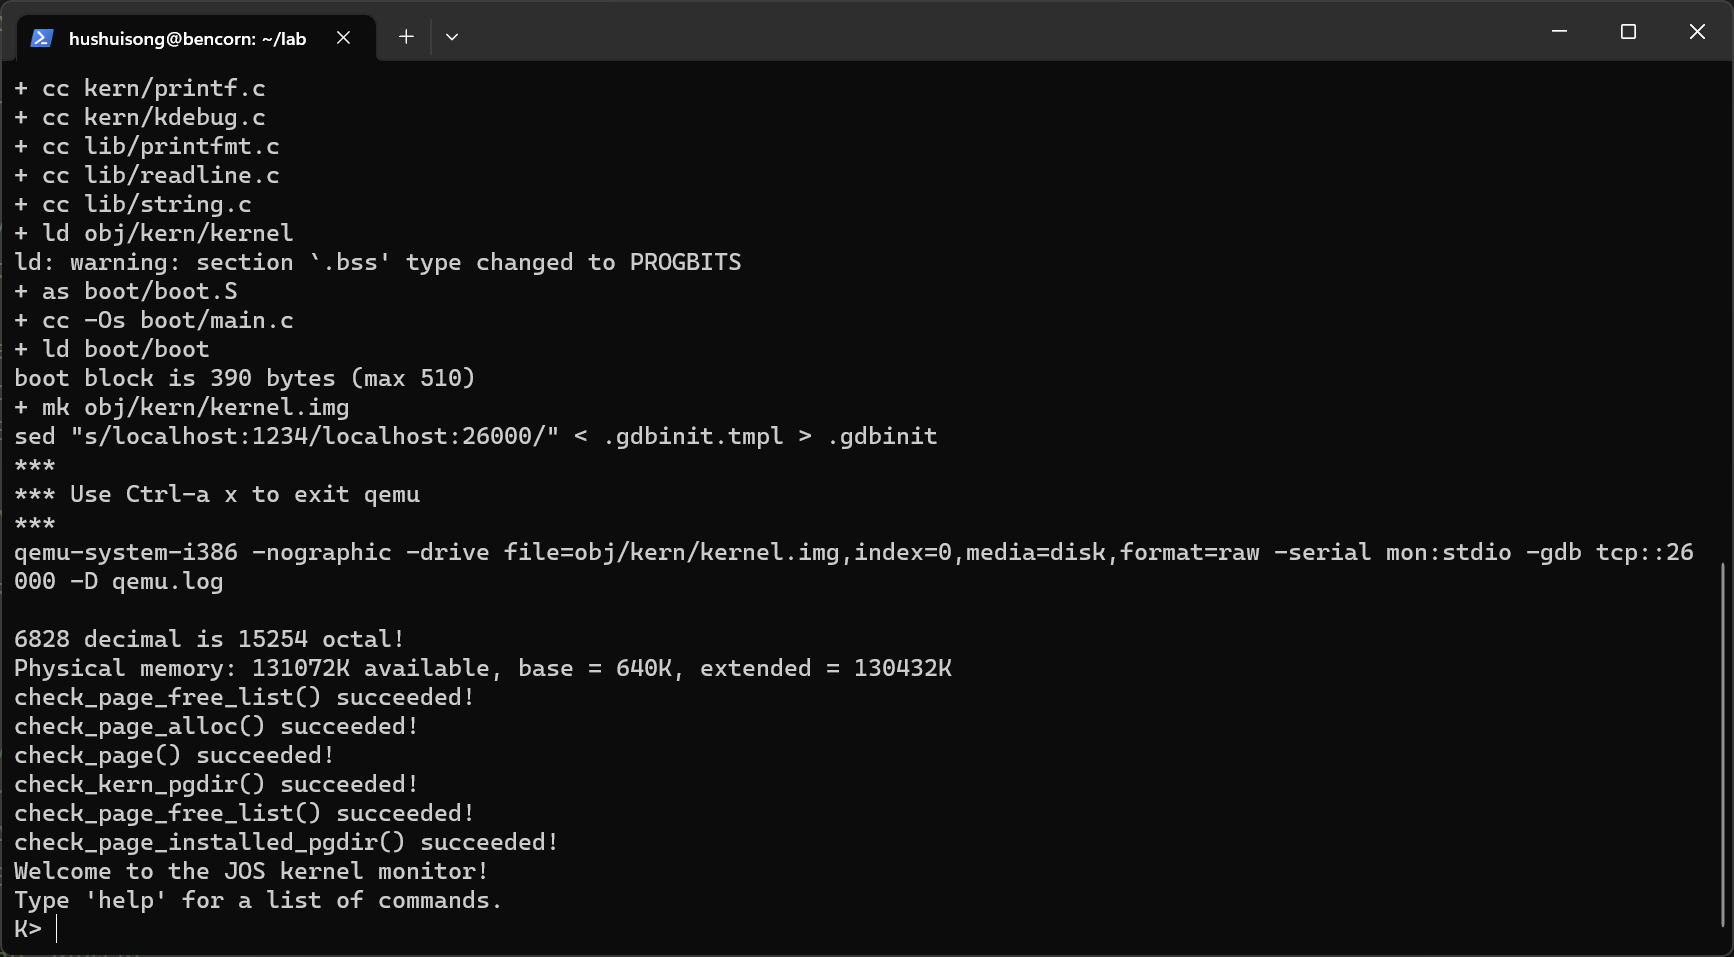 hushuisong@bencorn: ~/lab
+ cc kern/printf.c
+ cc kern/kdebug.c
+ cc lib/printfmt.c
+ cc lib/readline.c
+ cc lib/string.c
+ ld obj/kern/kernel
ld: warning: section `.bss' type changed to PROGBITS
+ as boot/boot.S
+ cc -Os boot/main.c
+ ld boot/boot
boot block is 390 bytes (max 510)
+ mk obj/kern/kernel.img
sed "s/localhost:1234/localhost:26000/" < .gdbinit.tmpl > .gdbinit
***
*** Use Ctrl-a x to exit qemu
***
qemu-system-i386 -nographic -drive file=obj/kern/kernel.img,index=0,media=disk,format=raw -serial mon:stdio -gdb tcp::26
000 -D qemu.log
6828 decimal is 15254 octal!
Physical memory: 131072K available, base = 640K, extended = 130432K
check_page_free_list() succeeded!
check_page_alloc() succeeded!
check_page() succeeded!
check_kern_pgdir() succeeded!
check_page_free_list() succeeded!
check_page_installed_pgdir() succeeded!
Welcome to the JOS kernel monitor!
Type 'help' for a list of commands.
K>